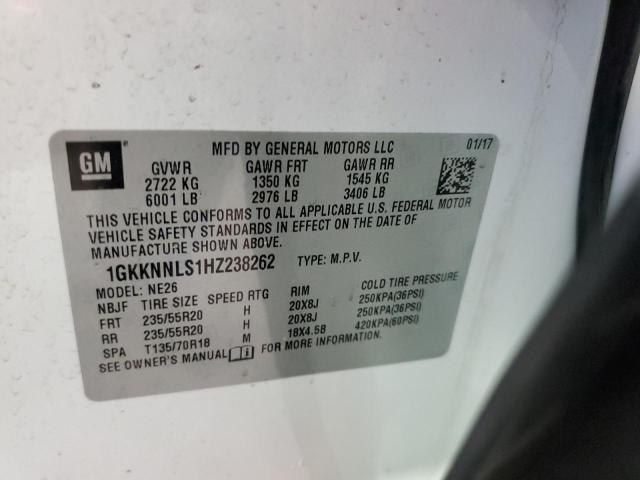 GM MFD BY GENERAL MOTORS LLC 01/17
GVWR GAWR FRT GAWR RR
2722 KG 1350 KG 1545 KG
6001 LB 2976 LB 3406 LB
THIS VEHICLE CONFORMS TO ALL APPLICABLE U.S. FEDERAL MOTOR
VEHICLE SAFETY STANDARDS IN EFFECT ON THE DATE OF
MANUFACTURE SHOWN ABOVE.
1GKKNNLS1HZ238262 TYPE: M.P.V.
MODEL: NE26
NBJF TIRE SIZE SPEED RTG RIM COLD TIRE PRESSURE
FRT 235/55R20 H 20X8J 250KPA(36PSI)
RR 235/55R20 H 20X8J 250KPA(36PSI)
SPA T135/70R18 M 18X4.5B 420KPA(60PSI)
SEE OWNER'S MANUAL FOR MORE INFORMATION.